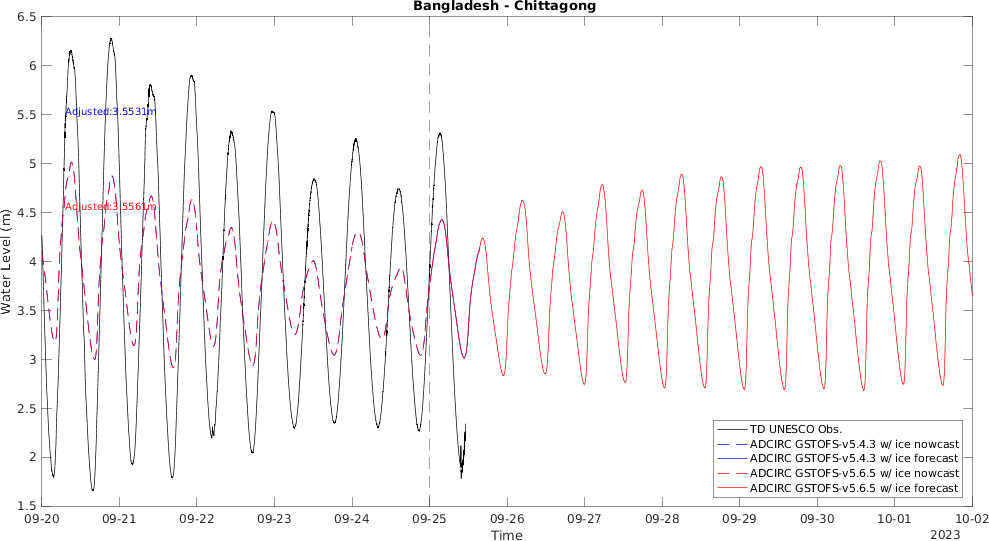 Bangladesh - Chittagong
Water Level (m)
6.5
6
5.5
5
4.5
4
3.5
3
2.5
2
1.5
Adjusted:3.5531m
Adjusted:3.5561m
TD UNESCO Obs.
ADCIRC GSTOFS-v5.4.3 w/ ice nowcast
ADCIRC GSTOFS-v5.4.3 w/ ice forecast
ADCIRC GSTOFS-v5.6.5 w/ ice nowcast
ADCIRC GSTOFS-v5.6.5 w/ ice forecast
09-20 09-21 09-22 09-23 09-24 09-25 09-26 09-27 09-28 09-29 09-30 10-01 10-02
Time
2023